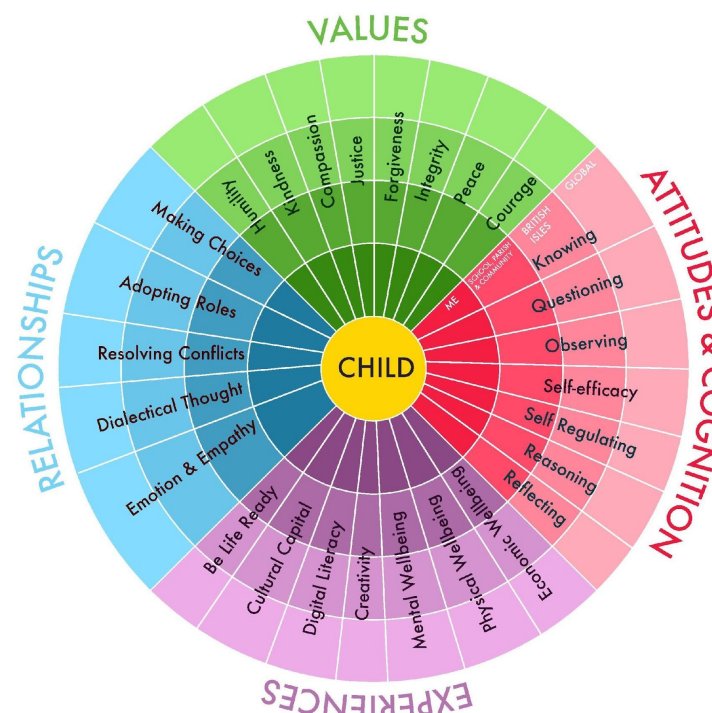 VALUES
Humility
Kindness
Compassion
Justice
Forgiveness
Integrity
Peace
Courage
ATTITUDES & COGNITION
GLOBAL
BRITISH
ISLES
SCHOOL, PARISH
& COMMUNITY
ME
Knowing
Questioning
Observing
Self-efficacy
Self Regulating
Reasoning
Reflecting
EXPERIENCES
Economic Wellbeing
Physical Wellbeing
Mental Wellbeing
Creativity
Digital Literacy
Cultural Capital
Be Life Ready
RELATIONSHIPS
Making Choices
Adopting Roles
Resolving Conflicts
Dialectical Thought
Emotion & Empathy
CHILD